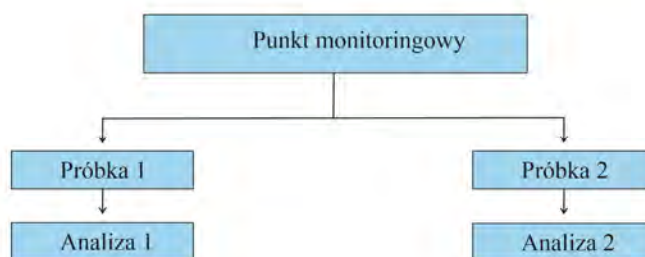 Punkt monitoringowy
Próbka 1
Próbka 2
Analiza 1
Analiza 2